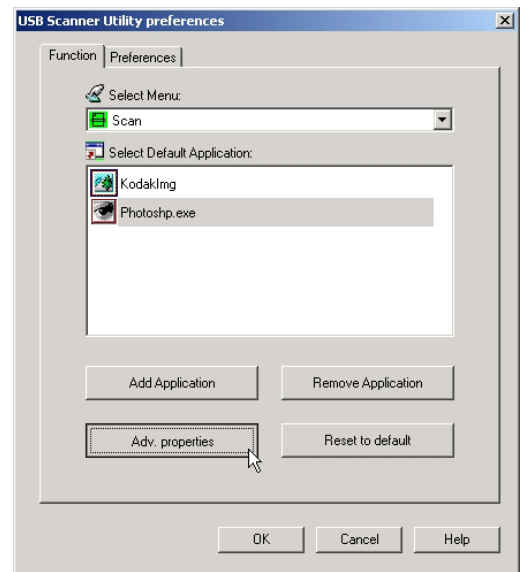 USB Scanner Utility preferences
Function
Preferences
Select Menu:
Scan
Select Default Application:
KodakImg
Photoshp.exe
Add Application
Remove Application
Adv. properties
Reset to default
OK
Cancel
Help